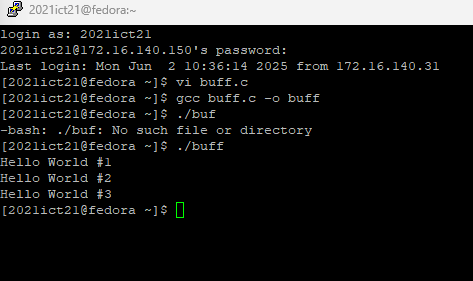 2021ict21@fedora:~
login as: 2021ict21
2021ict21@172.16.140.150's password:
Last login: Mon Jun  2 10:36:14 2025 from 172.16.140.31
[2021ict21@fedora ~]$ vi buff.c
[2021ict21@fedora ~]$ gcc buff.c -o buff
[2021ict21@fedora ~]$ ./buf
-bash: ./buf: No such file or directory
[2021ict21@fedora ~]$ ./buff
Hello World #1
Hello World #2
Hello World #3
[2021ict21@fedora ~]$